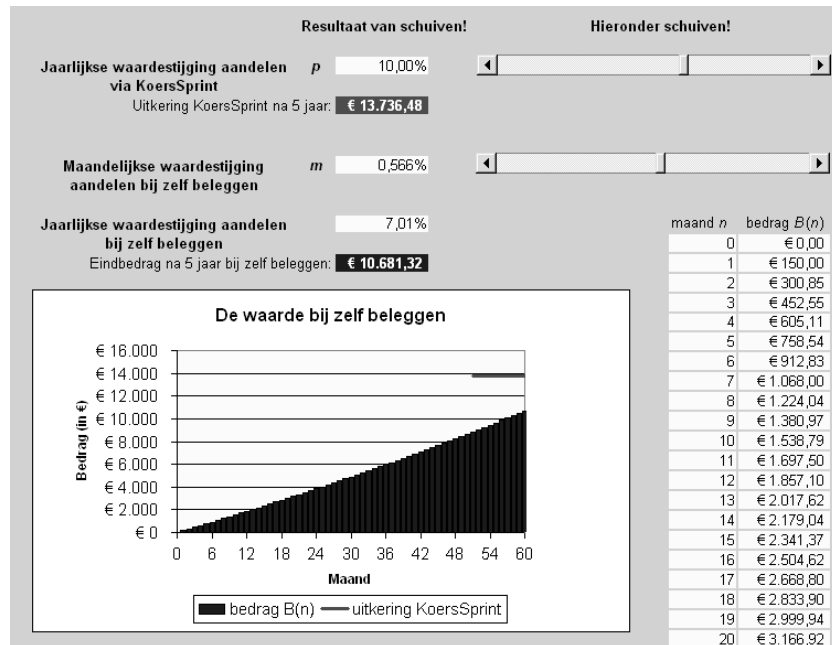 Resultaat van schuiven! Hieronder schuiven!
Jaarlijkse waardestijging aandelen p 10,00%
via KoersSprint
Uitkering KoersSprint na 5 jaar: € 13.736,48
Maandelijkse waardestijging m 0,566%
aandelen bij zelf beleggen
Jaarlijkse waardestijging aandelen 7,01%
bij zelf beleggen
Eindbedrag na 5 jaar bij zelf beleggen: € 10.681,32
maand n bedrag B(n)
0 € 0,00
1 € 150,00
2 € 300,85
3 € 452,55
4 € 605,11
5 € 758,54
6 € 912,83
7 € 1.068,00
8 € 1.224,04
9 € 1.380,97
10 € 1.538,79
11 € 1.697,50
12 € 1.857,10
13 € 2.017,62
14 € 2.179,04
15 € 2.341,37
16 € 2.504,62
17 € 2.668,80
18 € 2.833,90
19 € 2.999,94
20 € 3.166,92
De waarde bij zelf beleggen
Bedrag (in €)
€ 16.000
€ 14.000
€ 12.000
€ 10.000
€ 8.000
€ 6.000
€ 4.000
€ 2.000
€ 0
0 6 12 18 24 30 36 42 48 54 60
Maand
bedrag B(n) uitkering KoersSprint